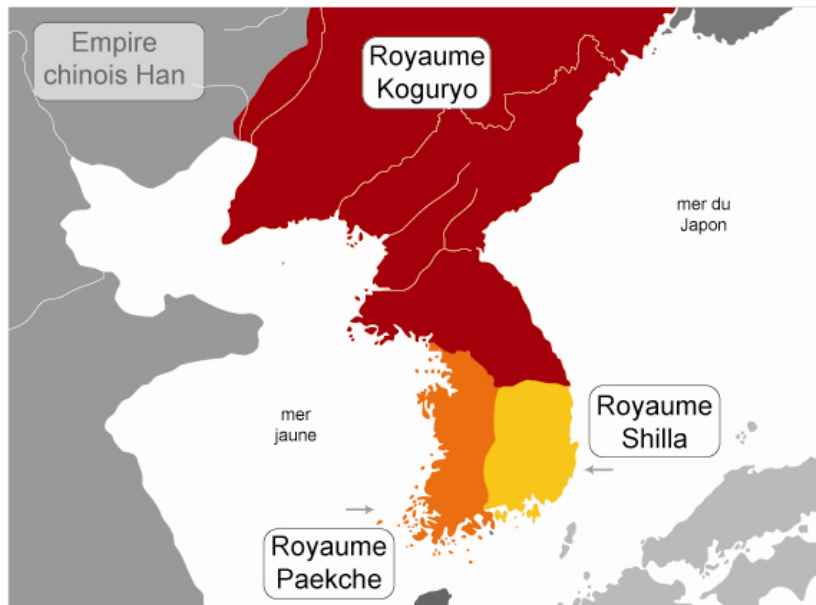 Empire
chinois Han
Royaume
Koguryo
mer du
Japon
mer
jaune
Royaume
Shilla
Royaume
Paekche